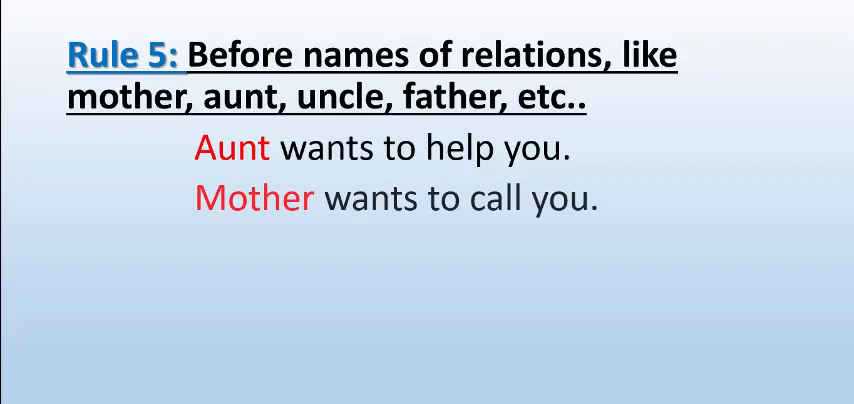 Rule 5: Before names of relations, like
mother, aunt, uncle, father, etc..
Aunt wants to help you.
Mother wants to call you.